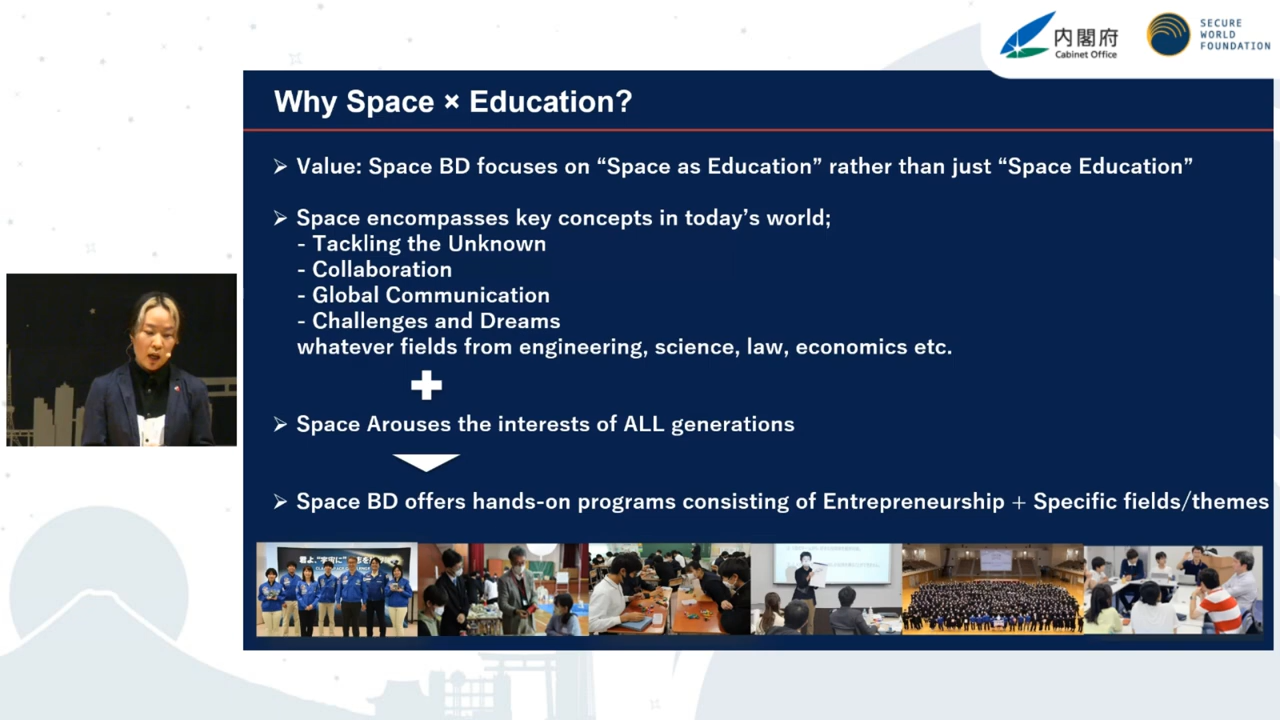 内閣府
Cabinet Office
SECURE
WORLD
FOUNDATION
Why Space × Education?
➢ Value: Space BD focuses on “Space as Education” rather than just “Space Education”
➢ Space encompasses key concepts in today’s world;
- Tackling the Unknown
- Collaboration
- Global Communication
- Challenges and Dreams
whatever fields from engineering, science, law, economics etc.
➢ Space Arouses the interests of ALL generations
➢ Space BD offers hands-on programs consisting of Entrepreneurship + Specific fields/themes